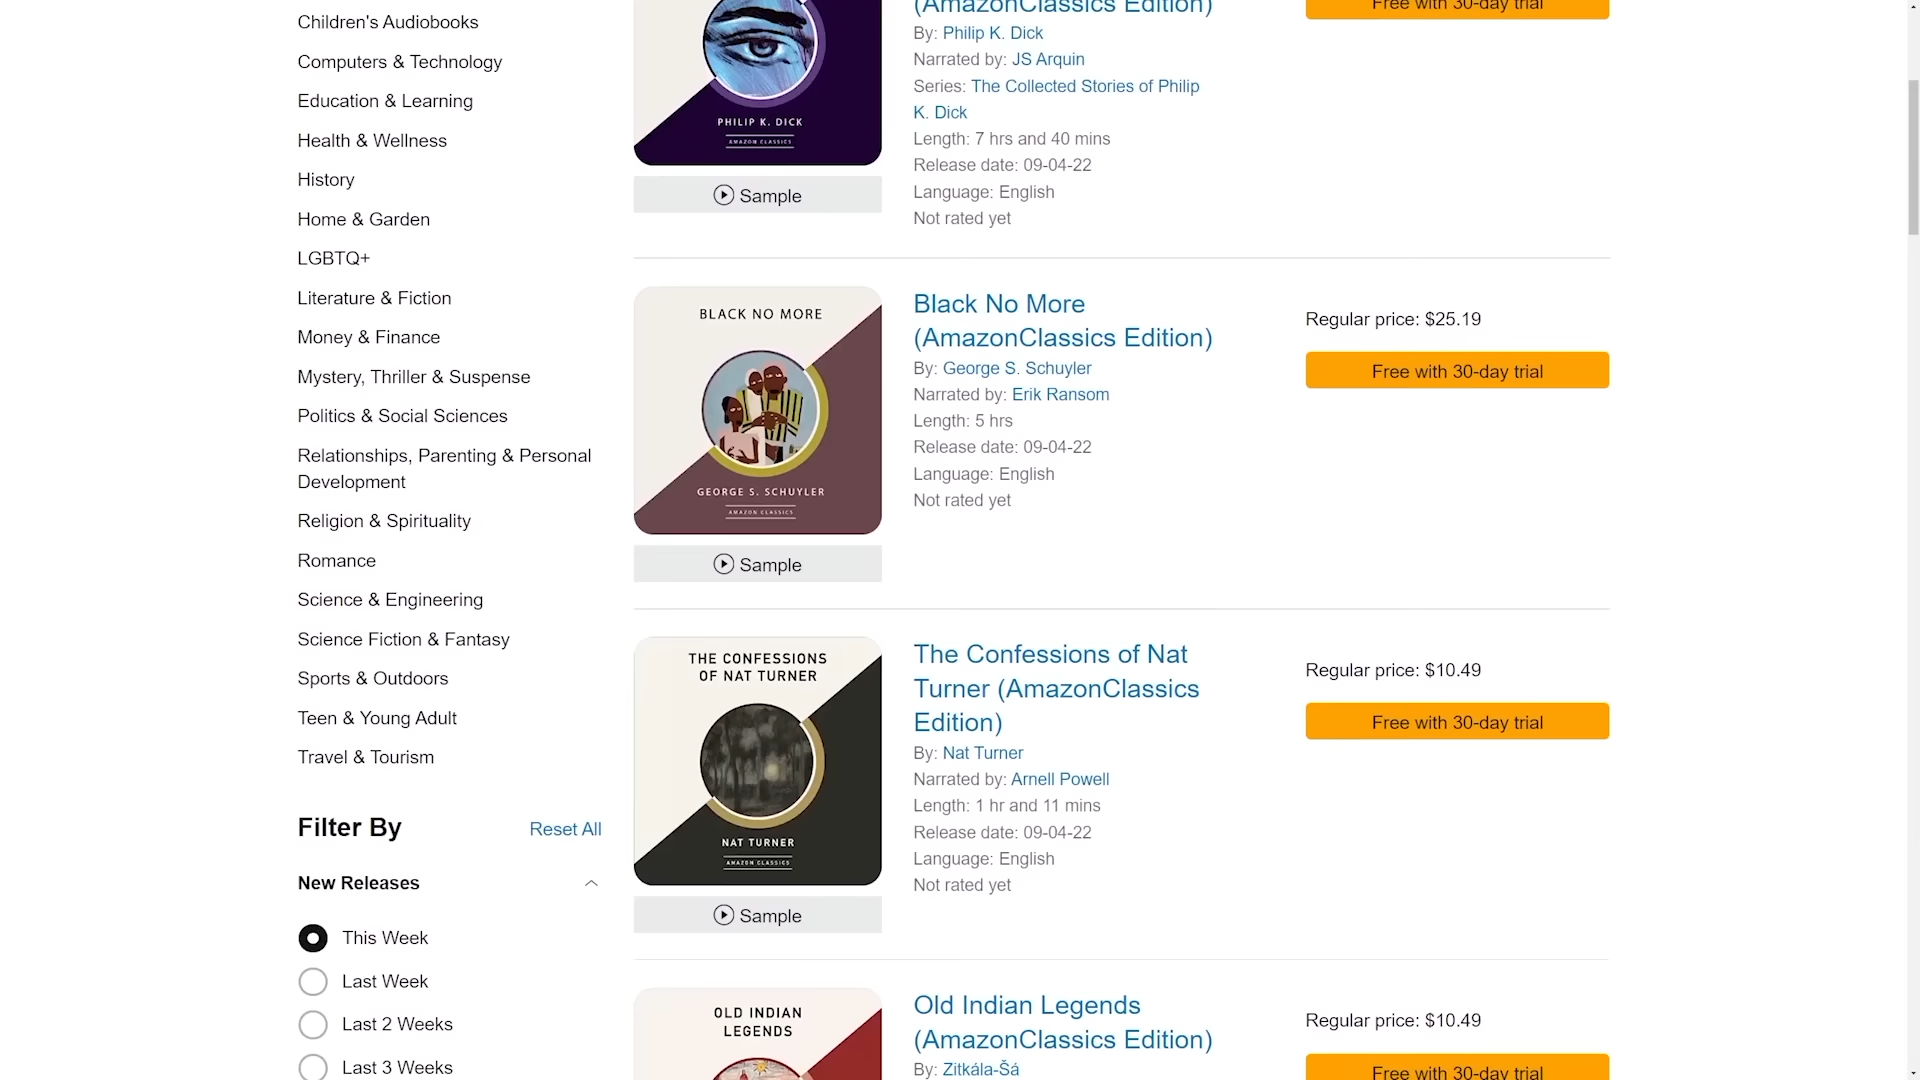 Children's Audiobooks
Computers & Technology
Education & Learning
Health & Wellness
History
Home & Garden
LGBTQ+
Literature & Fiction
Money & Finance
Mystery, Thriller & Suspense
Politics & Social Sciences
Relationships, Parenting & Personal
Development
Religion & Spirituality
Romance
Science & Engineering
Science Fiction & Fantasy
Sports & Outdoors
Teen & Young Adult
Travel & Tourism
Filter By
Reset All
New Releases
This Week
Last Week
Last 2 Weeks
Last 3 Weeks
PHILIP K. DICK
AMAZON CLASSICS
Sample
(AmazonClassics Edition)
By: Philip K. Dick
Narrated by: JS Arquin
Series: The Collected Stories of Philip
K. Dick
Length: 7 hrs and 40 mins
Release date: 09-04-22
Language: English
Not rated yet
Free with 30-day trial
BLACK NO MORE
GEORGE S. SCHUYLER
AMAZON CLASSICS
Sample
Black No More
(AmazonClassics Edition)
By: George S. Schuyler
Narrated by: Erik Ransom
Length: 5 hrs
Release date: 09-04-22
Language: English
Not rated yet
Regular price: $25.19
Free with 30-day trial
THE CONFESSIONS
OF NAT TURNER
NAT TURNER
AMAZON CLASSICS
Sample
The Confessions of Nat
Turner (AmazonClassics
Edition)
By: Nat Turner
Narrated by: Arnell Powell
Length: 1 hr and 11 mins
Release date: 09-04-22
Language: English
Not rated yet
Regular price: $10.49
Free with 30-day trial
OLD INDIAN
LEGENDS
Old Indian Legends
(AmazonClassics Edition)
By: Zitkála-Šá
Regular price: $10.49
Free with 30-day trial